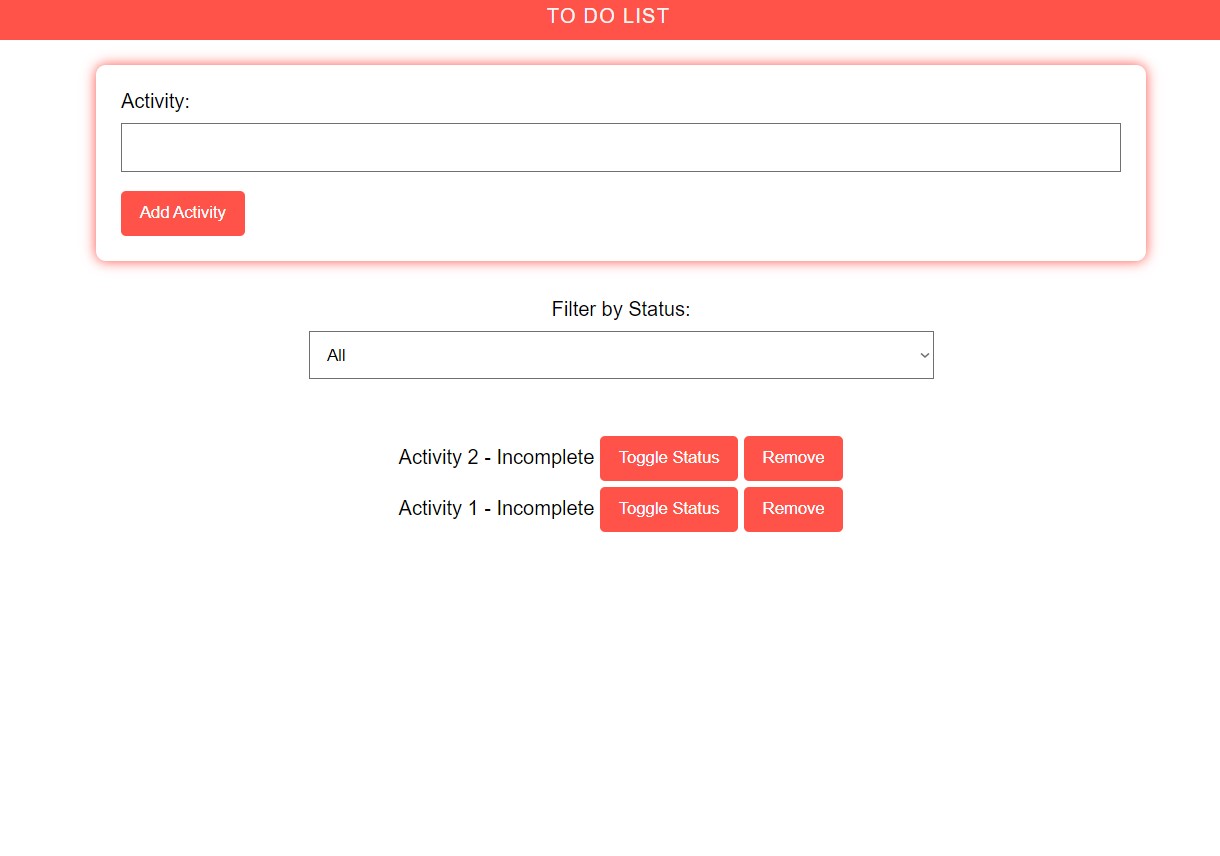 TO DO LIST
Activity:
Add Activity
Filter by Status:
All
Activity 2 - Incomplete Toggle Status Remove
Activity 1 - Incomplete Toggle Status Remove